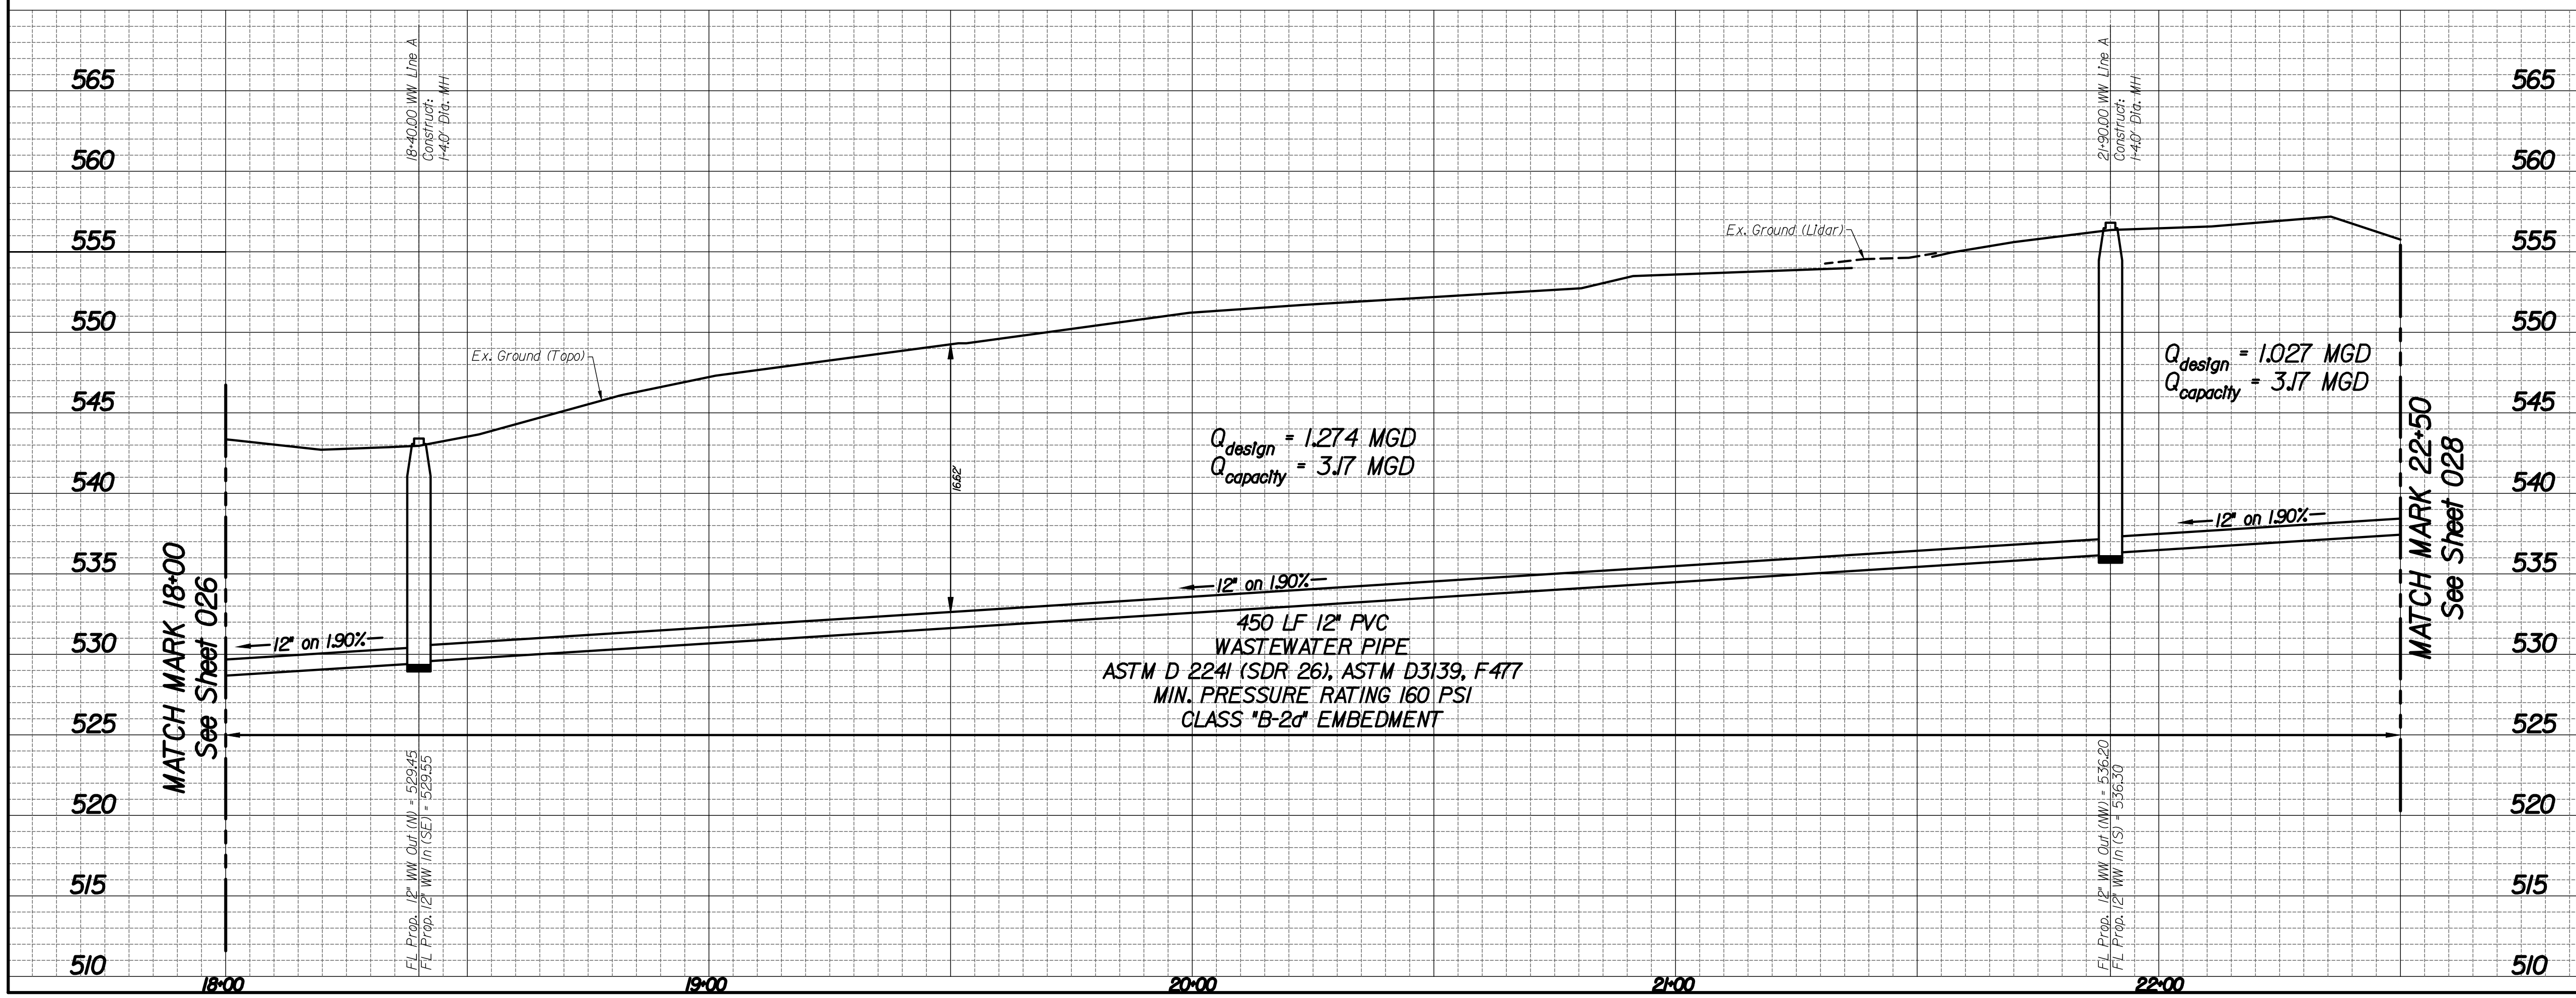 565
560
555
550
545
540
535
530
525
520
515
510
MATCH MARK 18+00
See Sheet 026
18+40.00 WW Line A
Construct:
1-4.0' Dia. MH
Ex. Ground (Topo)
12" on 1.90%
FL Prop. 12" WW Out (N) = 529.45
FL Prop. 12" WW In (SE) = 529.55
16.62'
Qdesign = 1.274 MGD
Qcapacity = 3.17 MGD
12" on 1.90%
450 LF 12" PVC
WASTEWATER PIPE
ASTM D 2241 (SDR 26), ASTM D3139, F477
MIN. PRESSURE RATING 160 PSI
CLASS "B-2a" EMBEDMENT
Ex. Ground (Lidar)
21+90.00 WW Line A
Construct:
1-4.0' Dia. MH
Qdesign = 1.027 MGD
Qcapacity = 3.17 MGD
12" on 1.90%
FL Prop. 12" WW Out (NW) = 536.20
FL Prop. 12" WW In (S) = 536.30
MATCH MARK 22+50
See Sheet 028
565
560
555
550
545
540
535
530
525
520
515
510
18+00
19+00
20+00
21+00
22+00